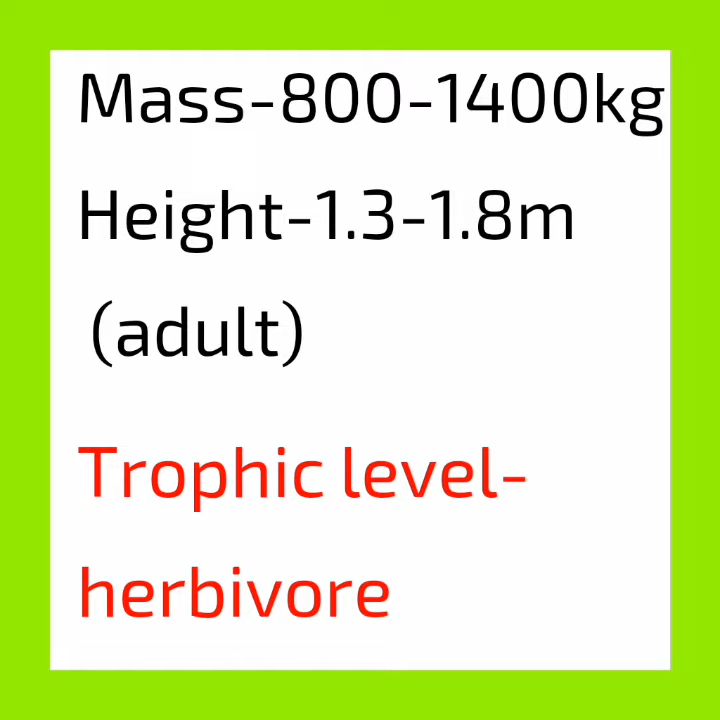 Mass-800-1400kg
Height-1.3-1.8m
(adult)
Trophic level-
herbivore